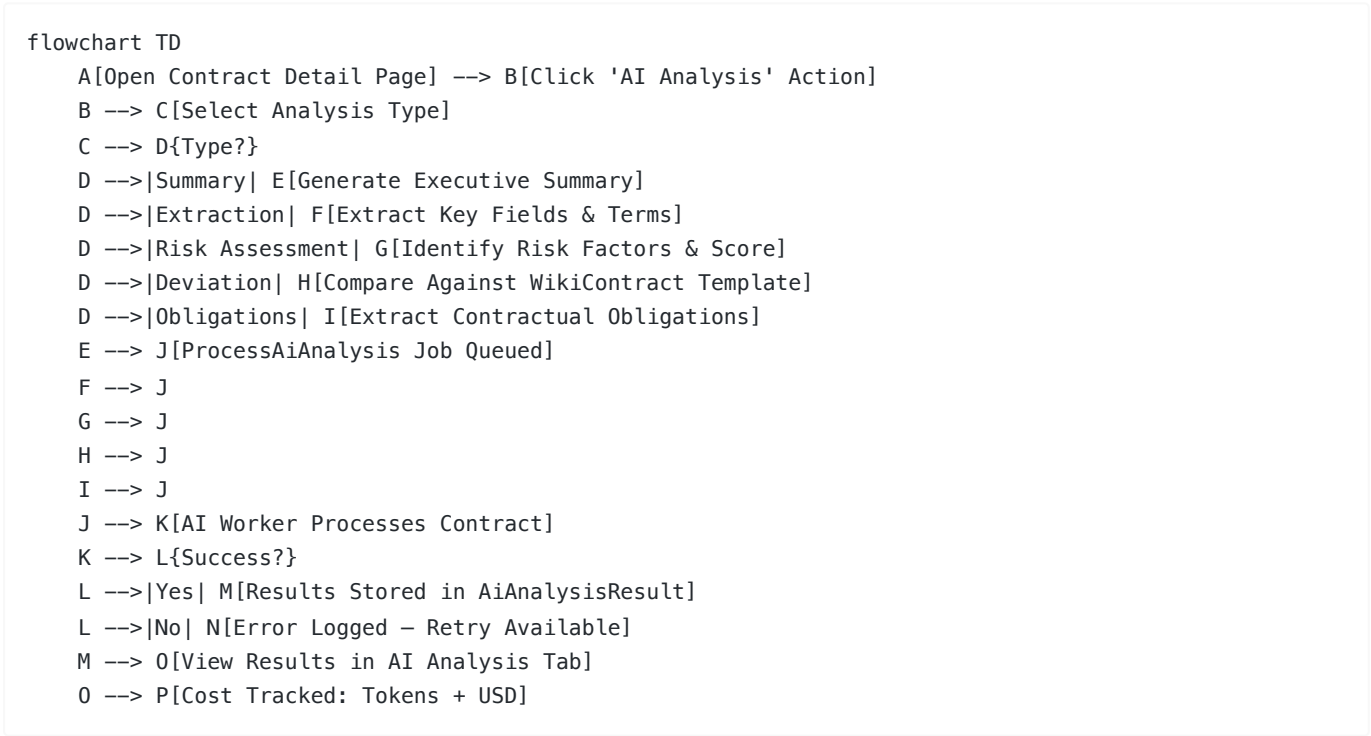 flowchart TD
    A[Open Contract Detail Page] --> B[Click 'AI Analysis' Action]
    B --> C[Select Analysis Type]
    C --> D{Type?}
    D -->|Summary| E[Generate Executive Summary]
    D -->|Extraction| F[Extract Key Fields & Terms]
    D -->|Risk Assessment| G[Identify Risk Factors & Score]
    D -->|Deviation| H[Compare Against WikiContract Template]
    D -->|Obligations| I[Extract Contractual Obligations]
    E --> J[ProcessAiAnalysis Job Queued]
    F --> J
    G --> J
    H --> J
    I --> J
    J --> K[AI Worker Processes Contract]
    K --> L{Success?}
    L -->|Yes| M[Results Stored in AiAnalysisResult]
    L -->|No| N[Error Logged — Retry Available]
    M --> O[View Results in AI Analysis Tab]
    O --> P[Cost Tracked: Tokens + USD]